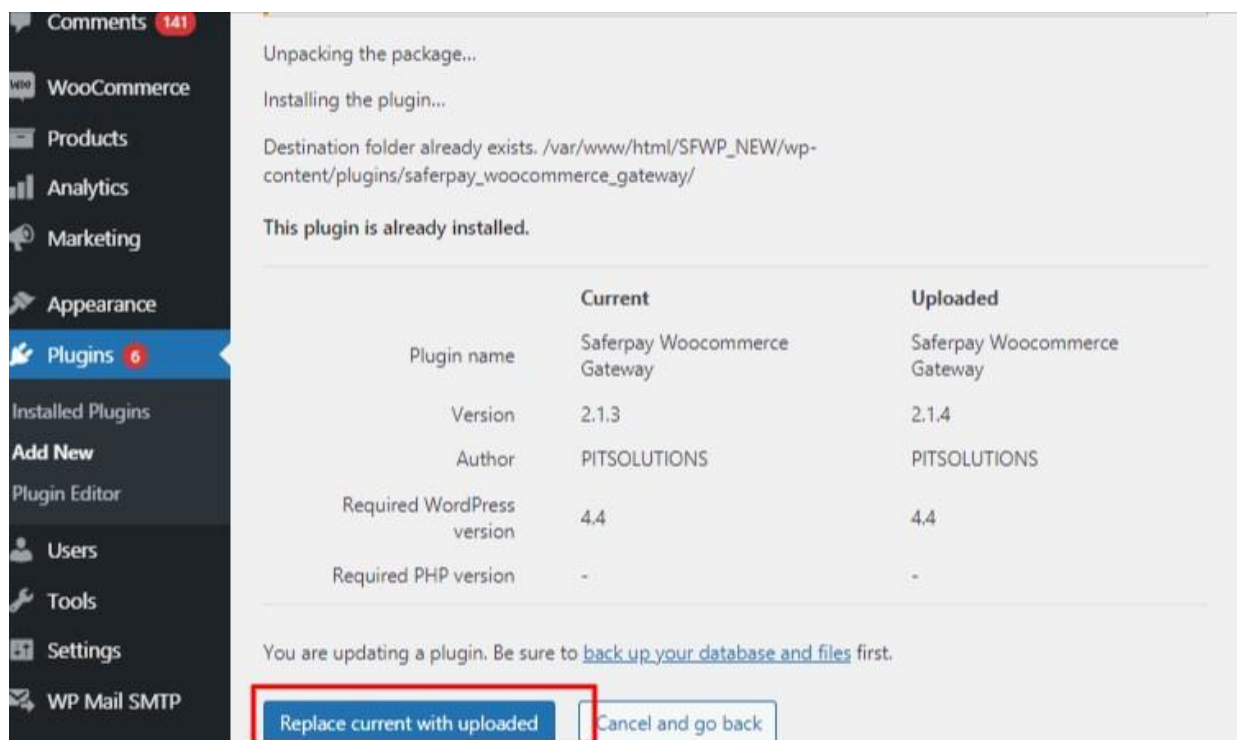 Comments 141
WooCommerce
Products
Analytics
Marketing
Appearance
Plugins 6
Installed Plugins
Add New
Plugin Editor
Users
Tools
Settings
WP Mail SMTP
Unpacking the package...
Installing the plugin...
Destination folder already exists. /var/www/html/SFWP_NEW/wp-
content/plugins/saferpay_woocommerce_gateway/
This plugin is already installed.
Current Uploaded
Plugin name Saferpay Woocommerce Saferpay Woocommerce
Gateway Gateway
Version 2.1.3 2.1.4
Author PITSOLUTIONS PITSOLUTIONS
Required WordPress
version 4.4 4.4
Required PHP version - -
You are updating a plugin. Be sure to back up your database and files first.
Replace current with uploaded Cancel and go back